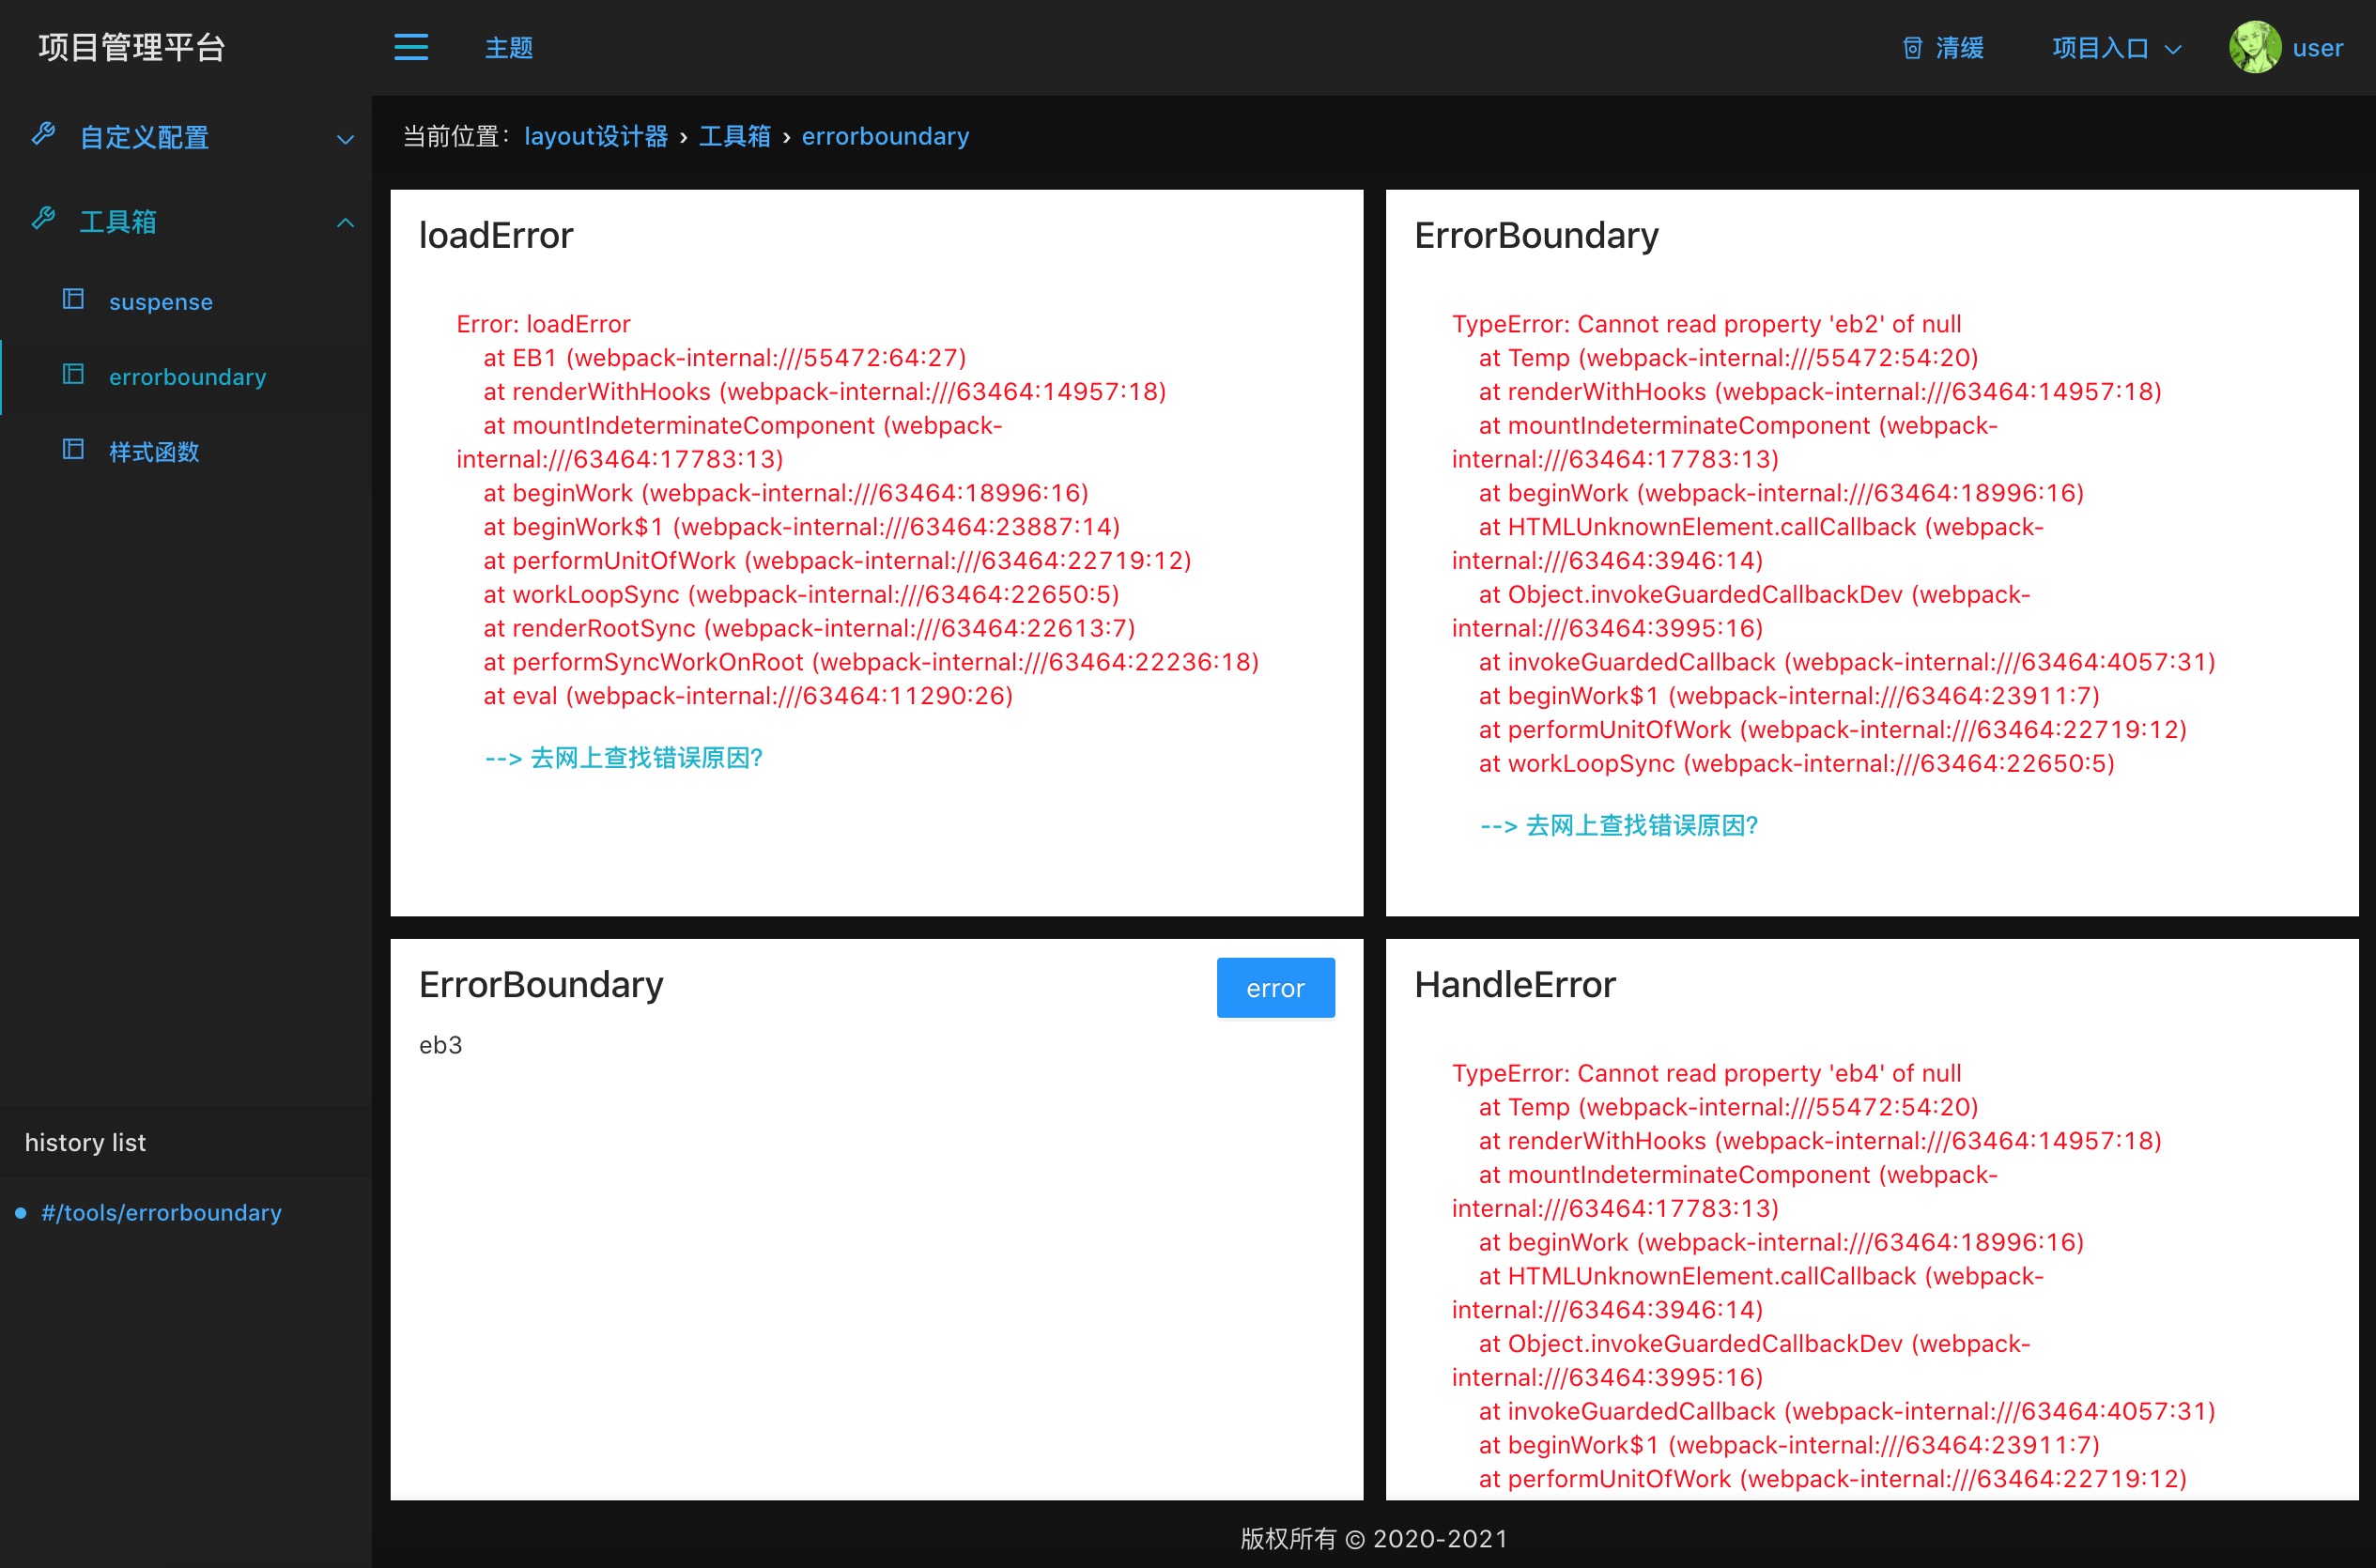 项目管理平台
主题
清缓
项目入口
user
自定义配置
工具箱
suspense
errorboundary
样式函数
history list
#/tools/errorboundary
当前位置：layout设计器 › 工具箱 › errorboundary
loadError
Error: loadError
at EB1 (webpack-internal:///55472:64:27)
at renderWithHooks (webpack-internal:///63464:14957:18)
at mountIndeterminateComponent (webpack-
internal:///63464:17783:13)
at beginWork (webpack-internal:///63464:18996:16)
at beginWork$1 (webpack-internal:///63464:23887:14)
at performUnitOfWork (webpack-internal:///63464:22719:12)
at workLoopSync (webpack-internal:///63464:22650:5)
at renderRootSync (webpack-internal:///63464:22613:7)
at performSyncWorkOnRoot (webpack-internal:///63464:22236:18)
at eval (webpack-internal:///63464:11290:26)
--> 去网上查找错误原因?
ErrorBoundary
TypeError: Cannot read property 'eb2' of null
at Temp (webpack-internal:///55472:54:20)
at renderWithHooks (webpack-internal:///63464:14957:18)
at mountIndeterminateComponent (webpack-
internal:///63464:17783:13)
at beginWork (webpack-internal:///63464:18996:16)
at HTMLUnknownElement.callCallback (webpack-
internal:///63464:3946:14)
at Object.invokeGuardedCallbackDev (webpack-
internal:///63464:3995:16)
at invokeGuardedCallback (webpack-internal:///63464:4057:31)
at beginWork$1 (webpack-internal:///63464:23911:7)
at performUnitOfWork (webpack-internal:///63464:22719:12)
at workLoopSync (webpack-internal:///63464:22650:5)
--> 去网上查找错误原因?
ErrorBoundary
error
eb3
HandleError
TypeError: Cannot read property 'eb4' of null
at Temp (webpack-internal:///55472:54:20)
at renderWithHooks (webpack-internal:///63464:14957:18)
at mountIndeterminateComponent (webpack-
internal:///63464:17783:13)
at beginWork (webpack-internal:///63464:18996:16)
at HTMLUnknownElement.callCallback (webpack-
internal:///63464:3946:14)
at Object.invokeGuardedCallbackDev (webpack-
internal:///63464:3995:16)
at invokeGuardedCallback (webpack-internal:///63464:4057:31)
at beginWork$1 (webpack-internal:///63464:23911:7)
at performUnitOfWork (webpack-internal:///63464:22719:12)
版权所有 © 2020-2021